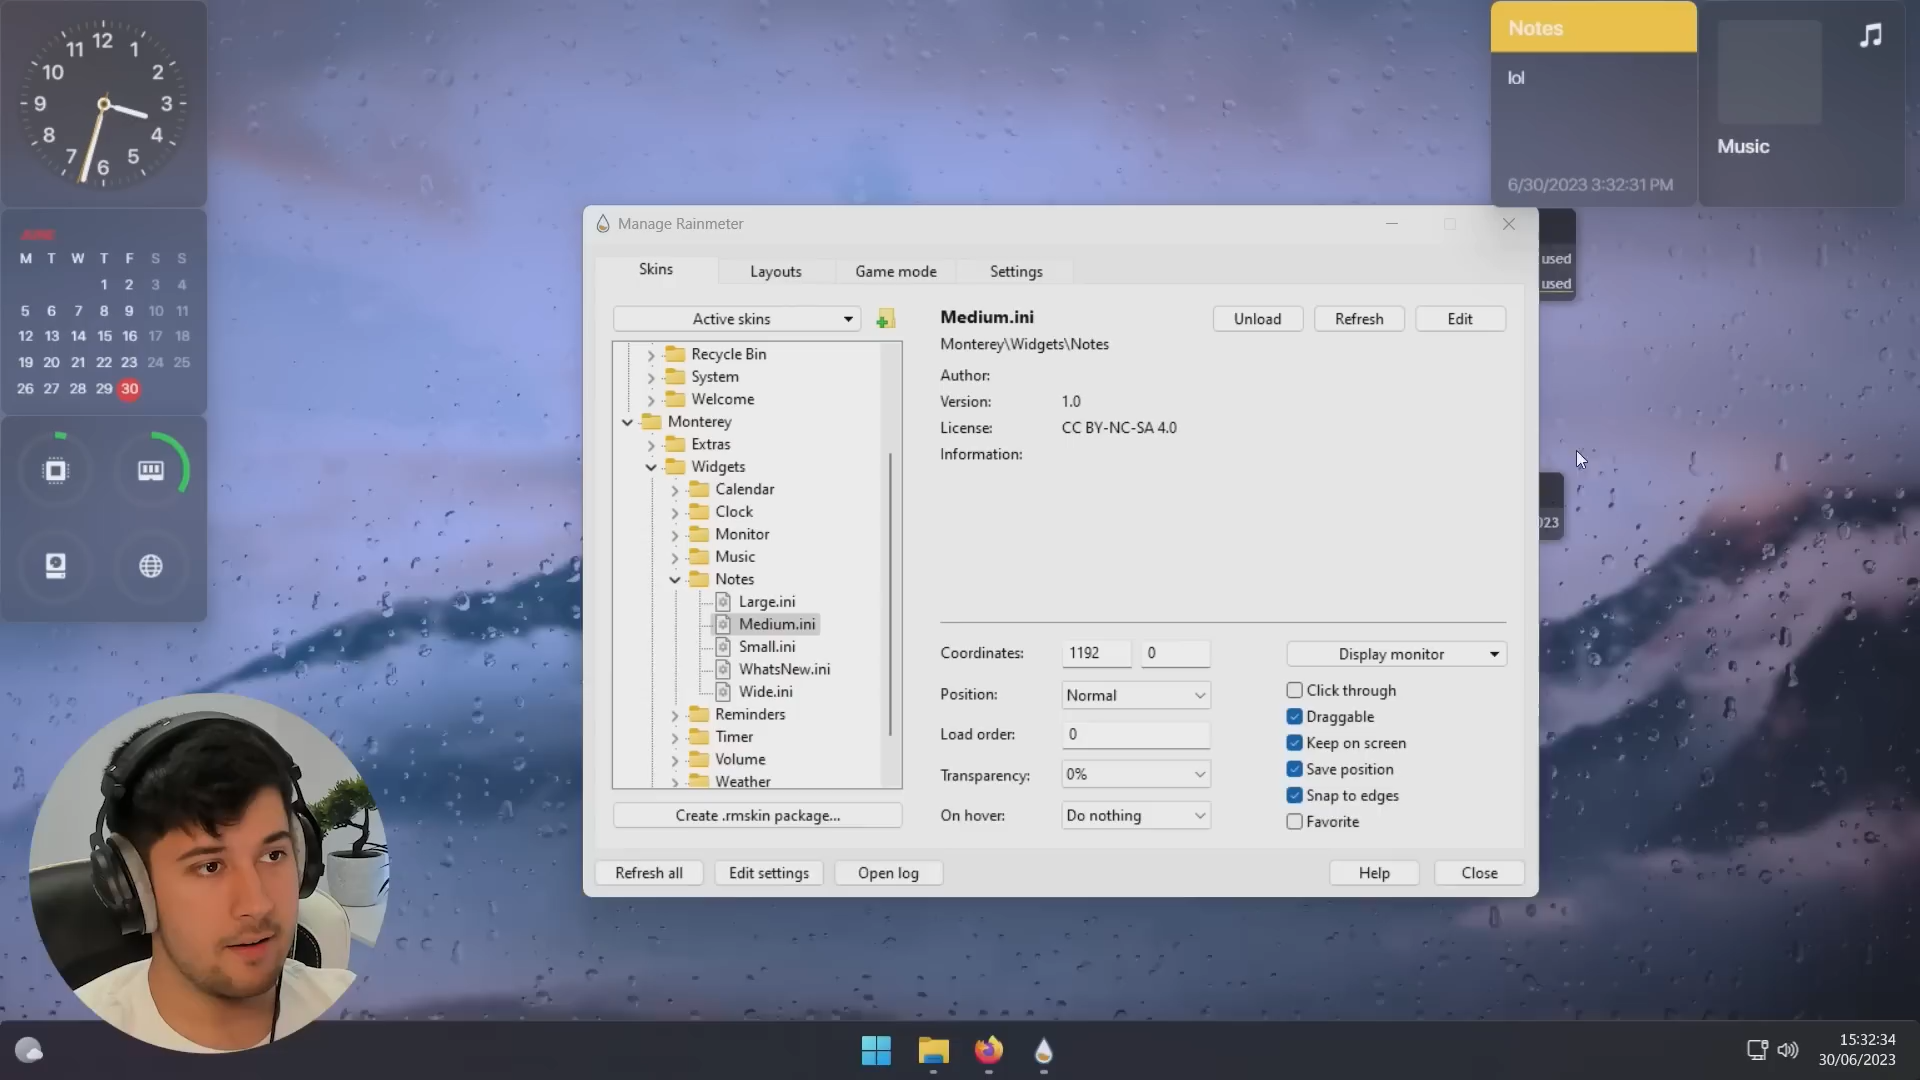 12
11
1
10
2
9
3
8
4
7
5
6
JUNE
M T W T F S S
1 2 3 4
5 6 7 8 9 10 11
12 13 14 15 16 17 18
19 20 21 22 23 24 25
26 27 28 29 30
Notes
lol
6/30/2023 3:32:31 PM
Music
used
used
023
Manage Rainmeter
Skins
Layouts
Game mode
Settings
Active skins
Recycle Bin
System
Welcome
Monterey
Extras
Widgets
Calendar
Clock
Monitor
Music
Notes
Large.ini
Medium.ini
Small.ini
WhatsNew.ini
Wide.ini
Reminders
Timer
Volume
Weather
Create .rmskin package...
Medium.ini
Monterey\Widgets\Notes
Unload
Refresh
Edit
Author:
Version: 1.0
License: CC BY-NC-SA 4.0
Information:
Coordinates: 1192 0
Position: Normal
Load order: 0
Transparency: 0%
On hover: Do nothing
Display monitor
Click through
Draggable
Keep on screen
Save position
Snap to edges
Favorite
Refresh all
Edit settings
Open log
Help
Close
15:32:34
30/06/2023